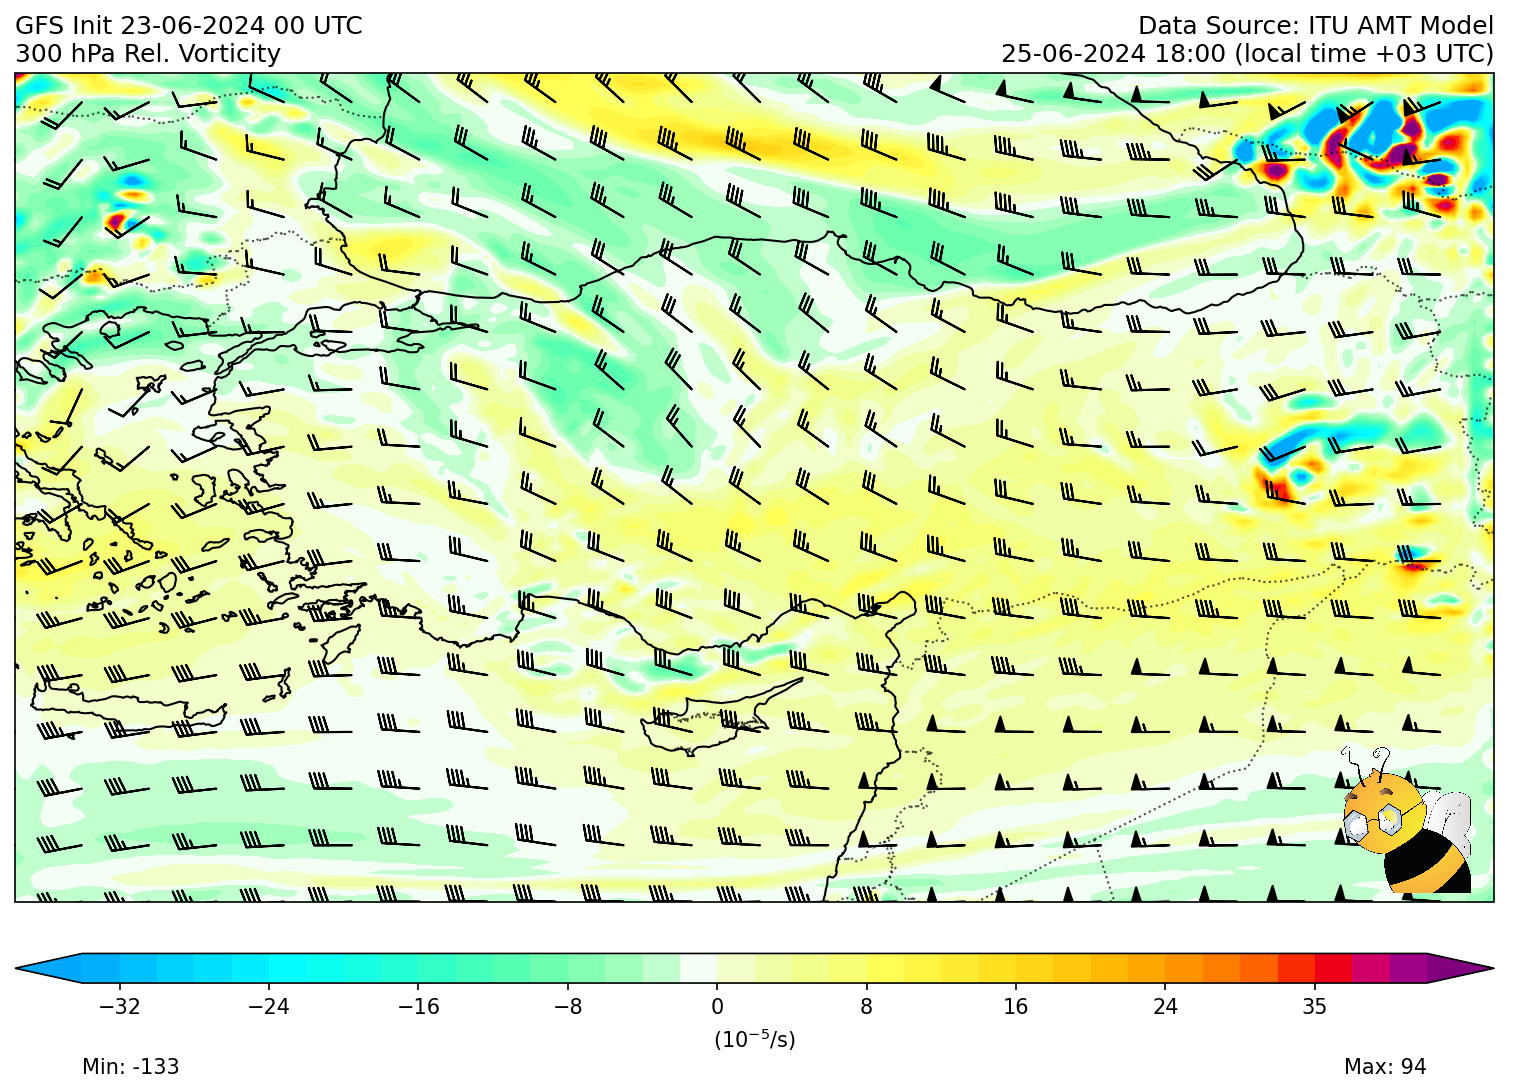 GFS Init 23-06-2024 00 UTC
Data Source: ITU AMT Model
300 hPa Rel. Vorticity
25-06-2024 18:00 (local time +03 UTC)
−32 −24 −16 −8 0 8 16 24 35
(10⁻⁵/s)
Min: -133
Max: 94